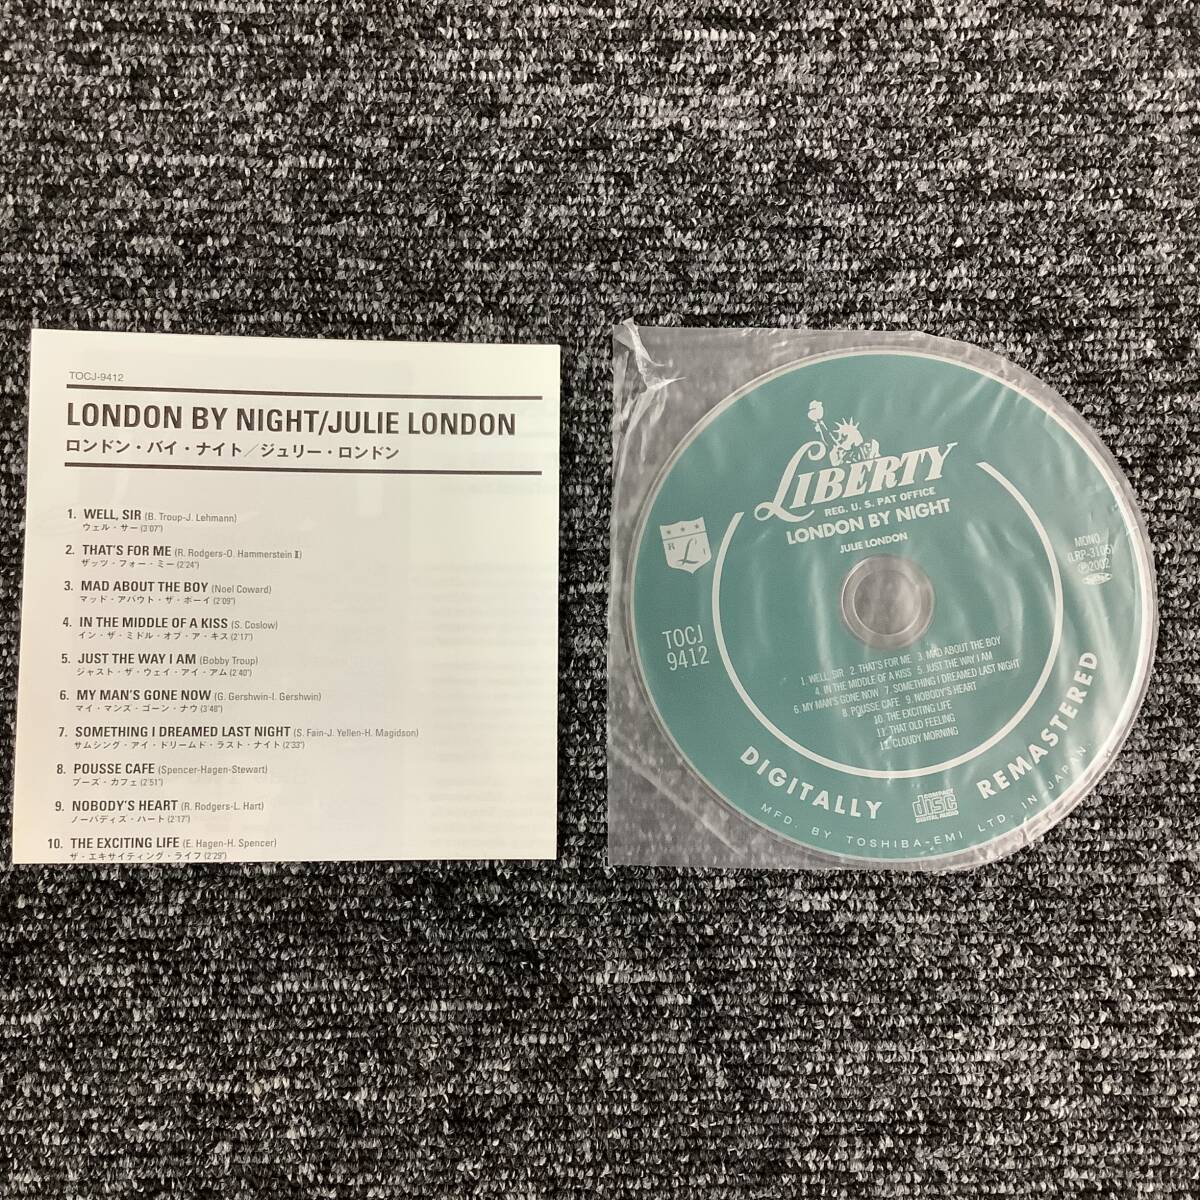 TOCJ-9412
LONDON BY NIGHT/JULIE LONDON
ロンドン・バイ・ナイト／ジュリー・ロンドン
1. WELL, SIR (B. Troup-J. Lehmann)
ウェル・サー(3'07")
2. THAT'S FOR ME (R. Rodgers-O. Hammerstein Ⅱ)
ザッツ・フォー・ミー(2'24")
3. MAD ABOUT THE BOY (Noel Coward)
マッド・アバウト・ザ・ボーイ(2'09")
4. IN THE MIDDLE OF A KISS (S. Coslow)
イン・ザ・ミドル・オブ・ア・キス(2'17")
5. JUST THE WAY I AM (Bobby Troup)
ジャスト・ザ・ウェイ・アイ・アム(2'40")
6. MY MAN'S GONE NOW (G. Gershwin-I. Gershwin)
マイ・マンズ・ゴーン・ナウ(3'48")
7. SOMETHING I DREAMED LAST NIGHT (S. Fain-J. Yellen-H. Magidson)
サムシング・アイ・ドリームド・ラスト・ナイト(2'33")
8. POUSSE CAFE (Spencer-Hagen-Stewart)
プーズ・カフェ(2'51")
9. NOBODY'S HEART (R. Rodgers-L. Hart)
ノーバディズ・ハート(2'17")
10. THE EXCITING LIFE (E. Hagen-H. Spencer)
ザ・エキサイティング・ライフ(2'29")
LIBERTY
REG. U. S. PAT OFFICE
LONDON BY NIGHT
JULIE LONDON
R L
MONO
(LRP-3105)
Ⓟ2002
TOCJ
9412
1. WELL, SIR 2. THAT'S FOR ME 3. MAD ABOUT THE BOY
4. IN THE MIDDLE OF A KISS 5. JUST THE WAY I AM
6. MY MAN'S GONE NOW 7. SOMETHING I DREAMED LAST NIGHT
8. POUSSE CAFE 9. NOBODY'S HEART
10. THE EXCITING LIFE
11. THAT OLD FEELING
12. CLOUDY MORNING
DIGITALLY REMASTERED
COMPACT
disc
DIGITAL AUDIO
MFD. BY TOSHIBA-EMI LTD. IN JAPAN